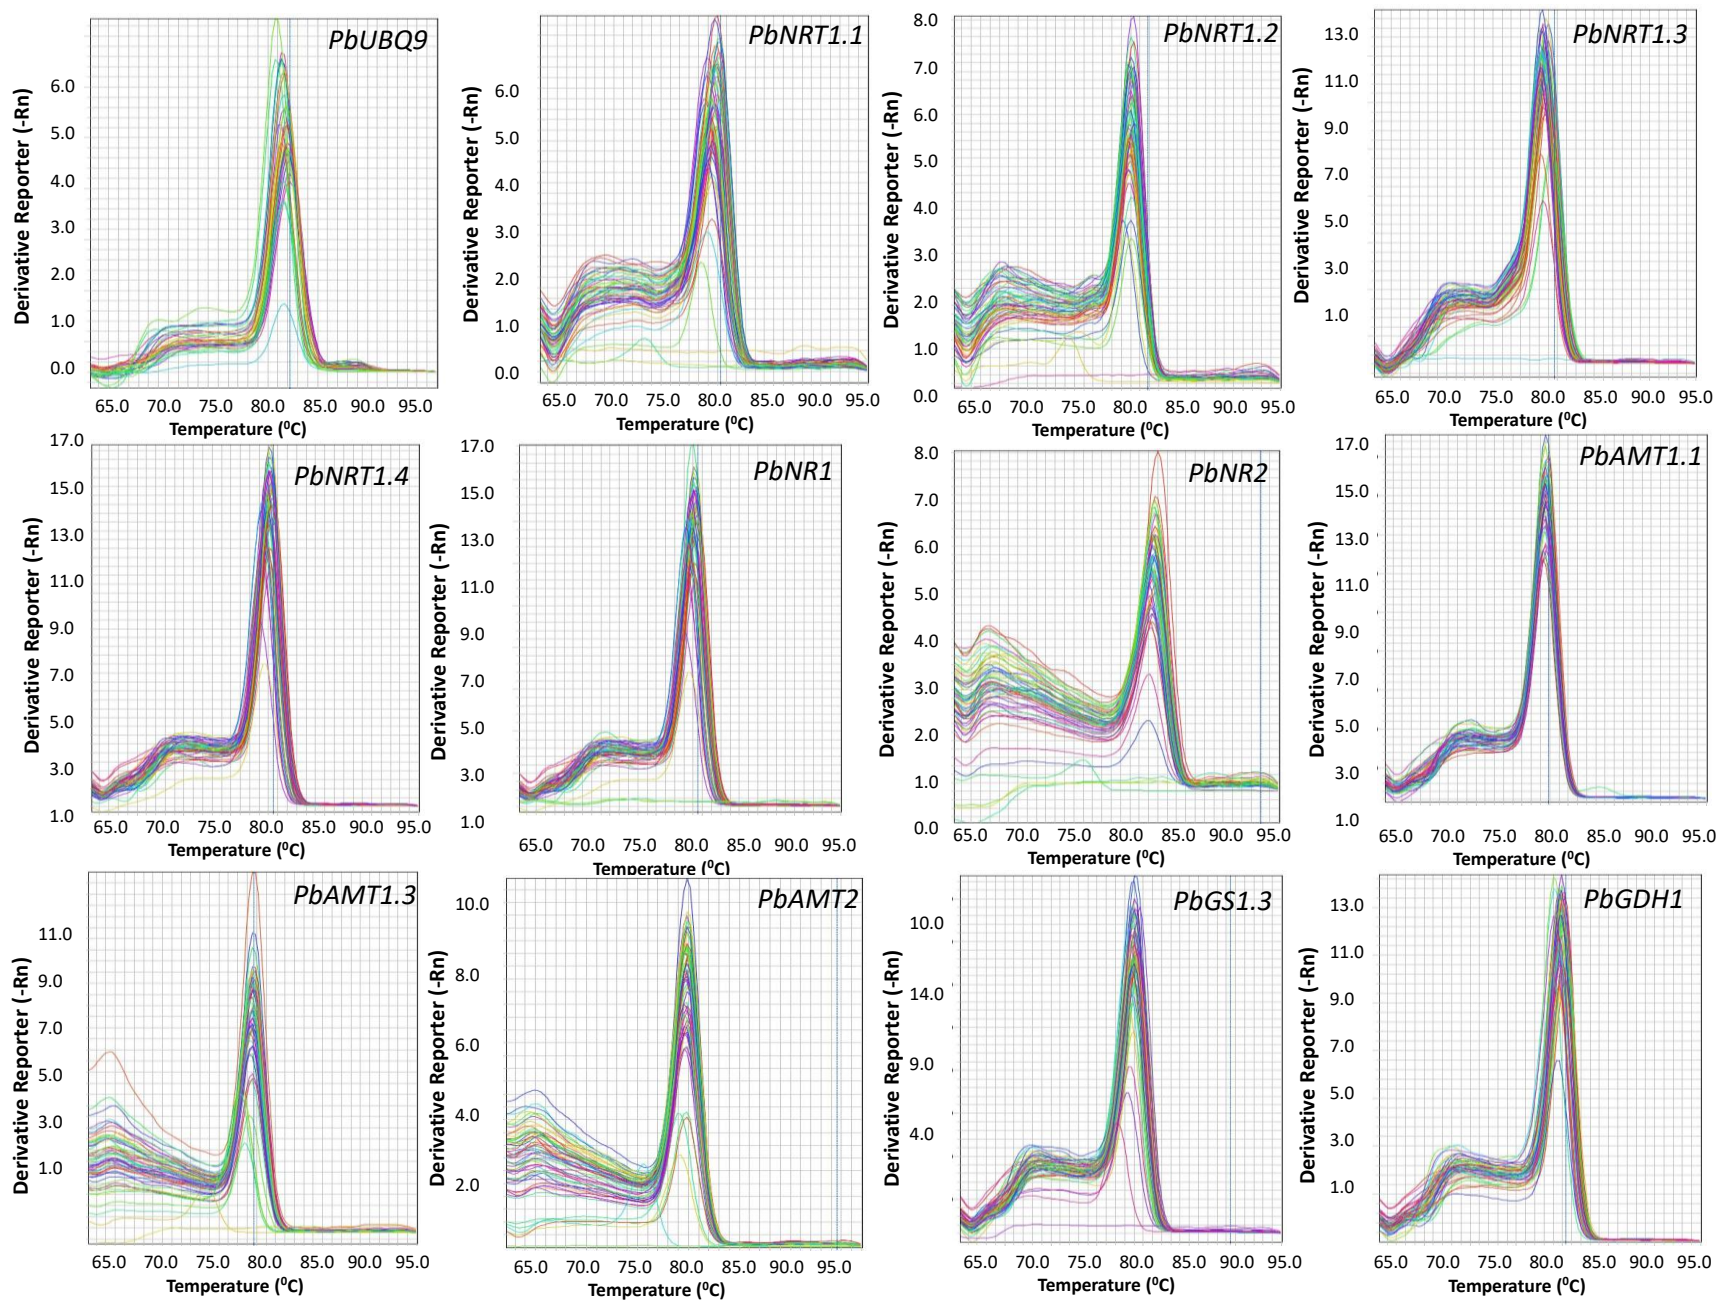 PbUBQ9
Derivative Reporter (-Rn)
6.0
5.0
4.0
3.0
2.0
1.0
0.0
65.0 70.0 75.0 80.0 85.0 90.0 95.0
Temperature (⁰C)
PbNRT1.1
Derivative Reporter (-Rn)
6.0
5.0
4.0
3.0
2.0
1.0
0.0
65.0 70.0 75.0 80.0 85.0 90.0 95.0
Temperature (⁰C)
PbNRT1.2
Derivative Reporter (-Rn)
8.0
7.0
6.0
5.0
4.0
3.0
2.0
1.0
0.0
65.0 70.0 75.0 80.0 85.0 90.0 95.0
Temperature (⁰C)
PbNRT1.3
Derivative Reporter (-Rn)
13.0
11.0
9.0
7.0
5.0
3.0
1.0
65.0 70.0 75.0 80.0 85.0 90.0 95.0
Temperature (⁰C)
PbNRT1.4
Derivative Reporter (-Rn)
17.0
15.0
13.0
11.0
9.0
7.0
5.0
3.0
1.0
65.0 70.0 75.0 80.0 85.0 90.0 95.0
Temperature (⁰C)
PbNR1
Derivative Reporter (-Rn)
17.0
15.0
13.0
11.0
9.0
7.0
5.0
3.0
1.0
65.0 70.0 75.0 80.0 85.0 90.0 95.0
Temperature (⁰C)
PbNR2
Derivative Reporter (-Rn)
8.0
7.0
6.0
5.0
4.0
3.0
2.0
1.0
0.0
65.0 70.0 75.0 80.0 85.0 90.0 95.0
Temperature (⁰C)
PbAMT1.1
Derivative Reporter (-Rn)
17.0
15.0
13.0
11.0
9.0
7.0
5.0
3.0
1.0
65.0 70.0 75.0 80.0 85.0 90.0 95.0
Temperature (⁰C)
PbAMT1.3
Derivative Reporter (-Rn)
11.0
9.0
7.0
5.0
3.0
1.0
65.0 70.0 75.0 80.0 85.0 90.0 95.0
Temperature (⁰C)
PbAMT2
Derivative Reporter (-Rn)
10.0
8.0
6.0
4.0
2.0
65.0 70.0 75.0 80.0 85.0 90.0 95.0
Temperature (⁰C)
PbGS1.3
Derivative Reporter (-Rn)
10.0
14.0
9.0
4.0
65.0 70.0 75.0 80.0 85.0 90.0 95.0
Temperature (⁰C)
PbGDH1
Derivative Reporter (-Rn)
13.0
11.0
9.0
7.0
5.0
3.0
1.0
65.0 70.0 75.0 80.0 85.0 90.0 95.0
Temperature (⁰C)